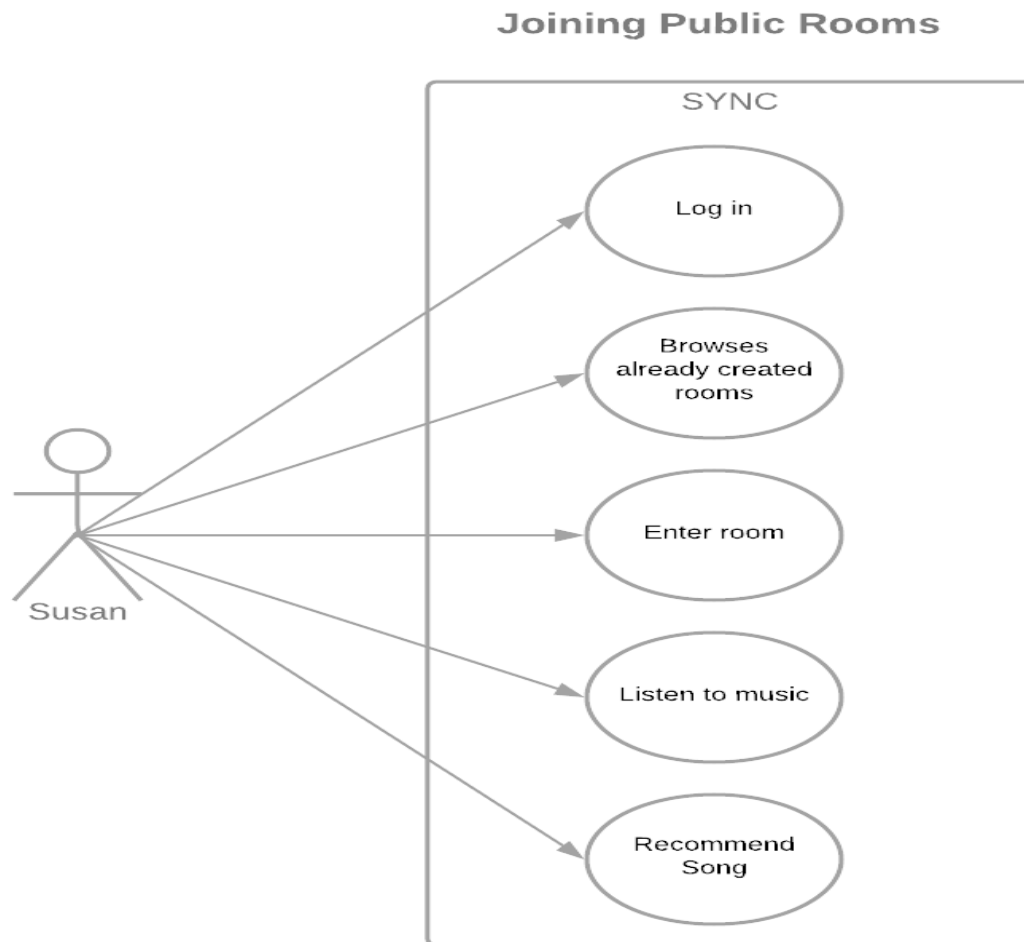 Joining Public Rooms
SYNC
Log in
Browses
already created
rooms
Enter room
Susan
Listen to music
Recommend
Song